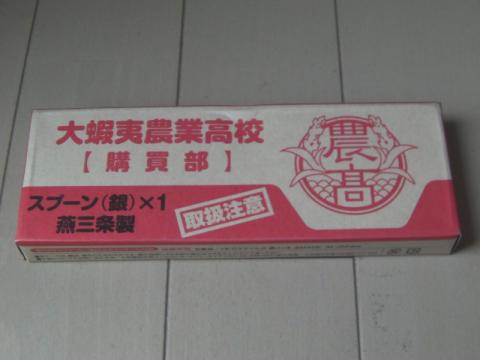 大蝦夷農業高校
【購買部】
スプーン(銀)×1
燕三条製
取扱注意
農高